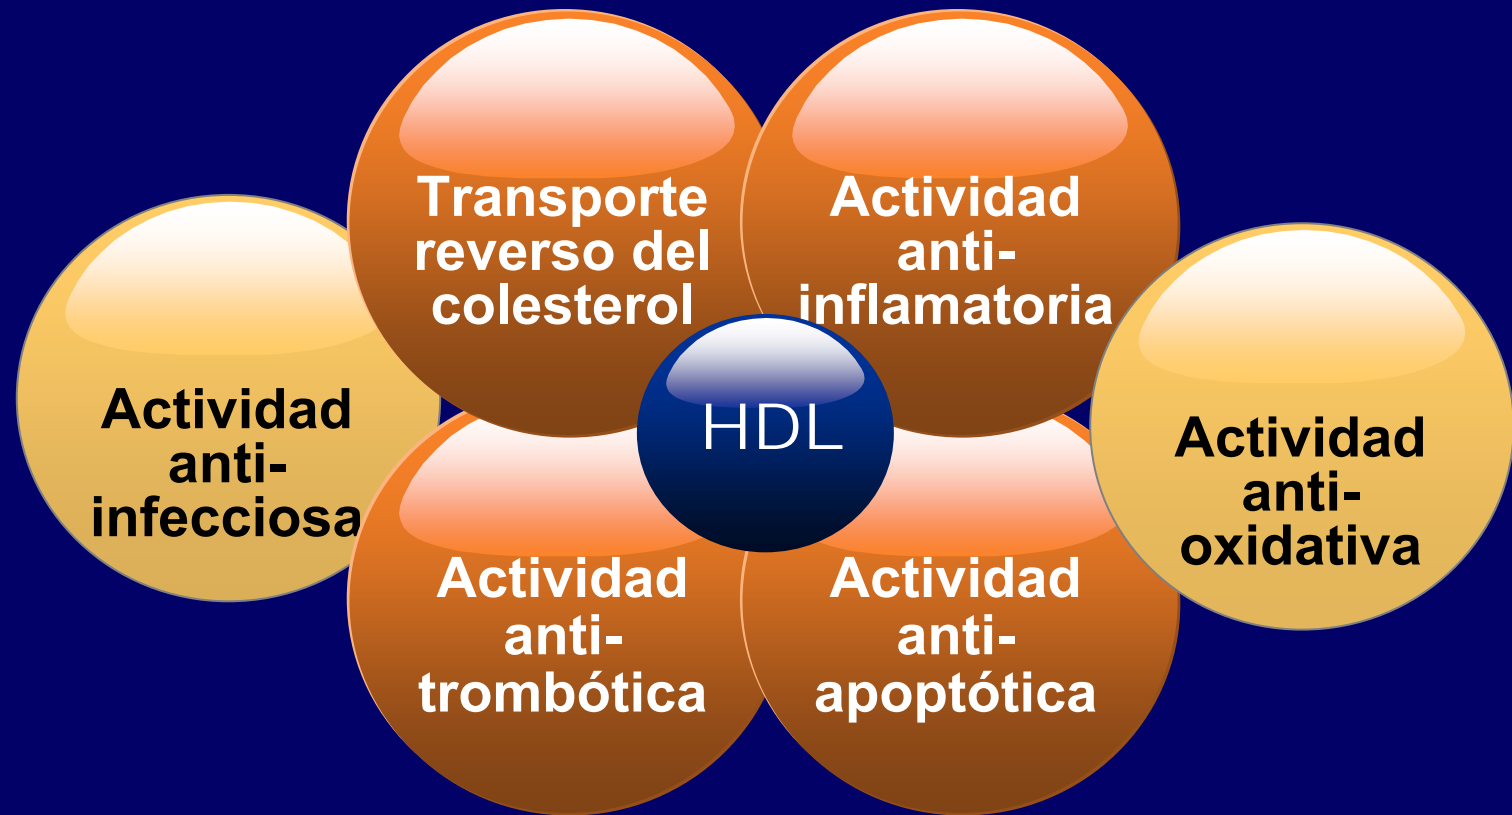 Transporte
reverso del
colesterol
Actividad
anti-
inflamatoria
Actividad
anti-
infecciosa
HDL
Actividad
anti-
oxidativa
Actividad
anti-
trombótica
Actividad
anti-
apoptótica